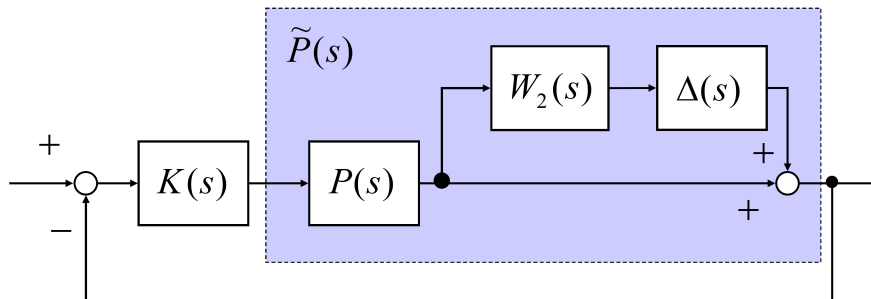 P̃(s)
W₂(s)
Δ(s)
+
K(s)
P(s)
+
−
+